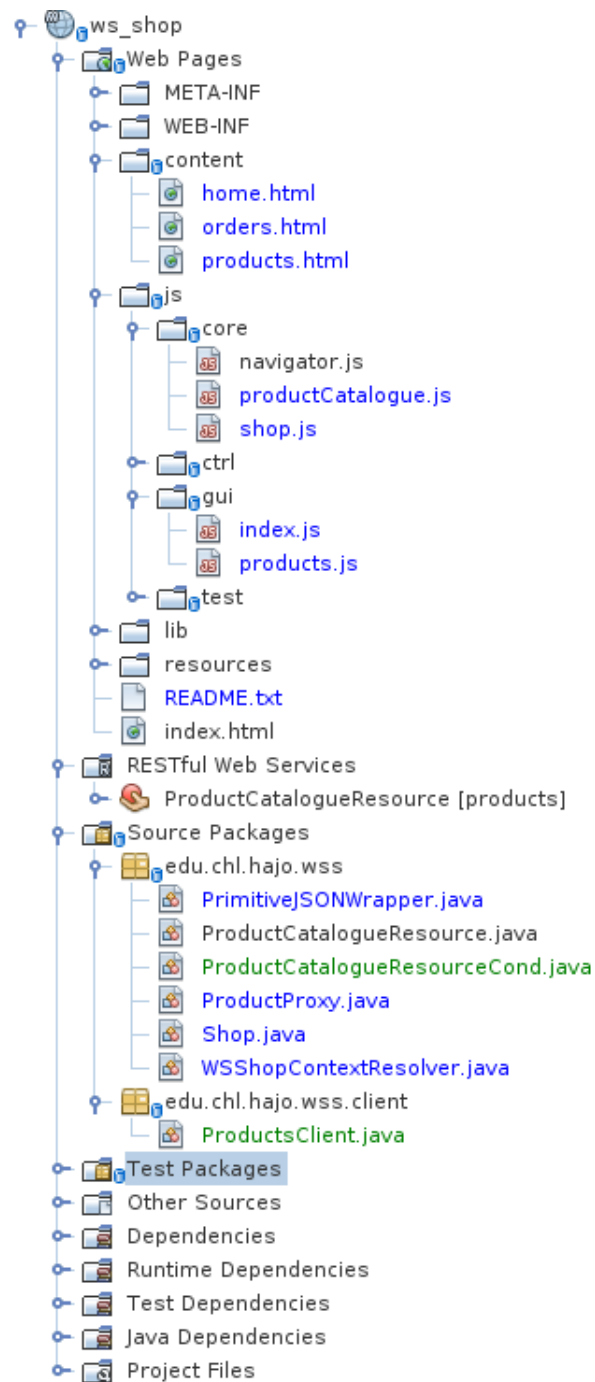 ws_shop
Web Pages
META-INF
WEB-INF
content
home.html
orders.html
products.html
js
core
navigator.js
productCatalogue.js
shop.js
ctrl
gui
index.js
products.js
test
lib
resources
README.txt
index.html
RESTful Web Services
ProductCatalogueResource [products]
Source Packages
edu.chl.hajo.wss
PrimitiveJSONWrapper.java
ProductCatalogueResource.java
ProductCatalogueResourceCond.java
ProductProxy.java
Shop.java
WSShopContextResolver.java
edu.chl.hajo.wss.client
ProductsClient.java
Test Packages
Other Sources
Dependencies
Runtime Dependencies
Test Dependencies
Java Dependencies
Project Files